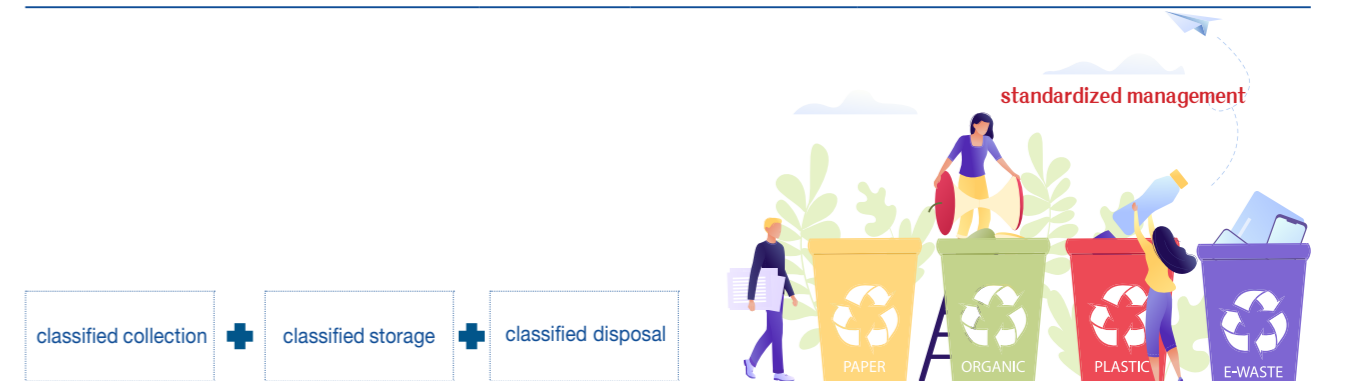 standardized management
classified collection
classified storage
classified disposal
PAPER
ORGANIC
PLASTIC
E-WASTE